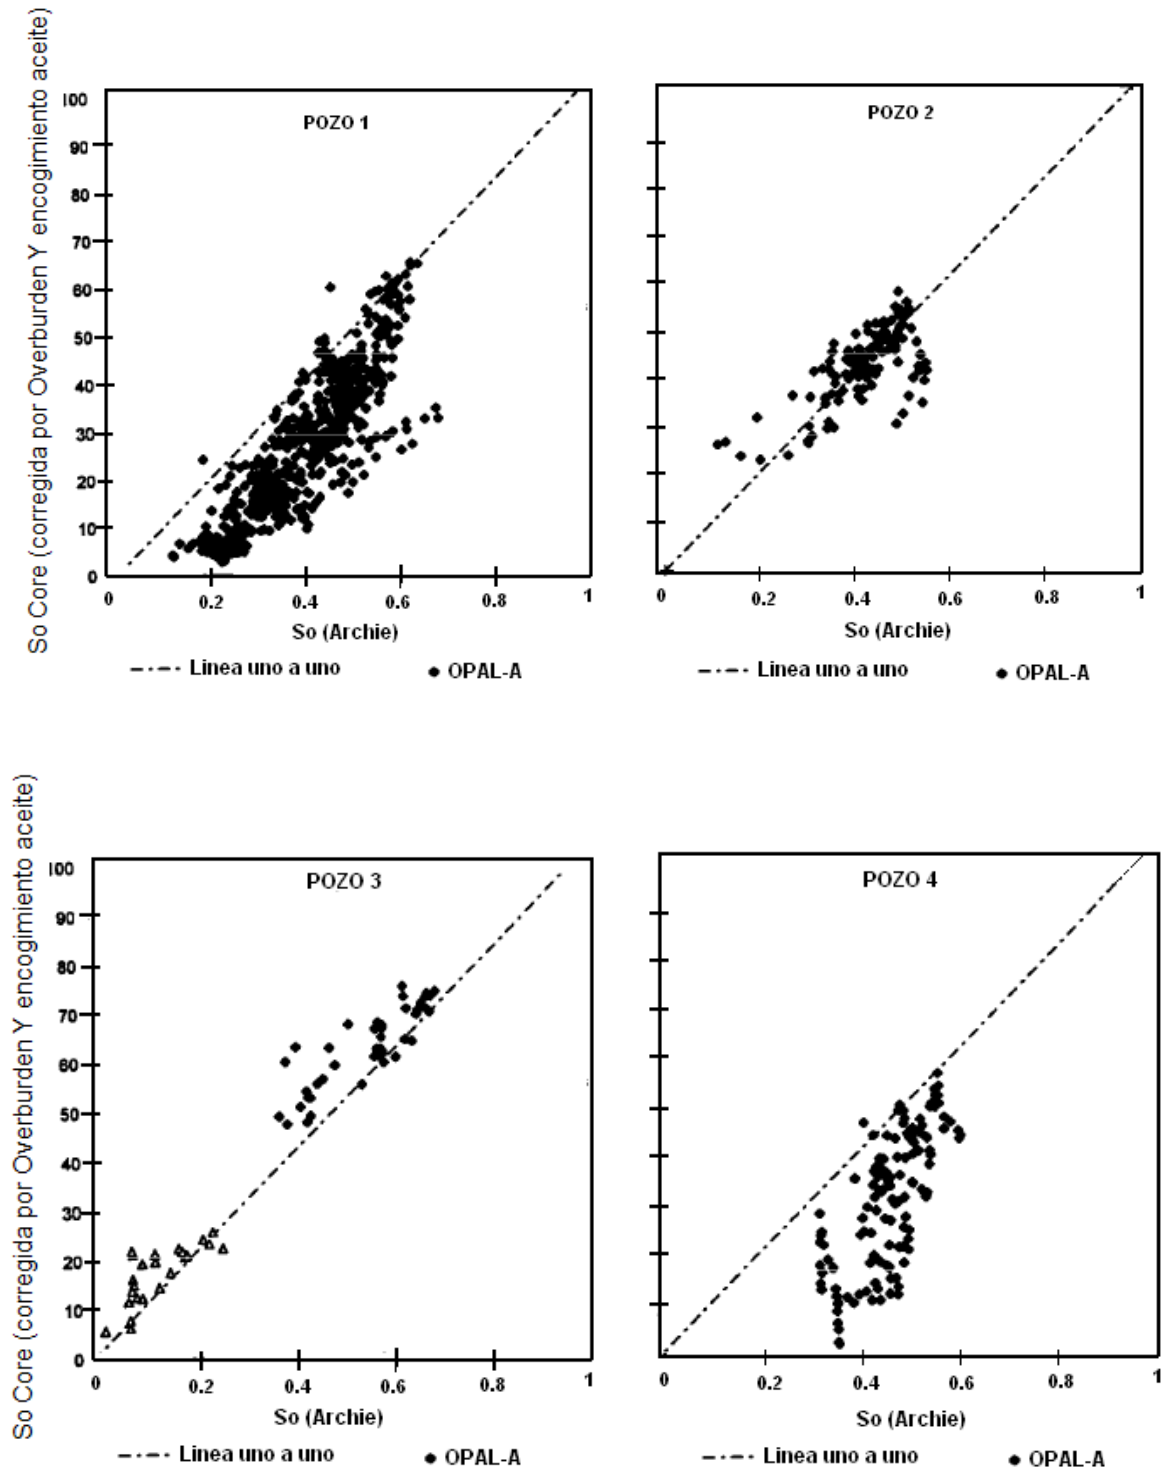 So Core (corregida por Overburden Y encogimiento aceite)
POZO 1
100
90
80
70
60
50
40
30
20
10
0
0 0.2 0.4 0.6 0.8 1
So (Archie)
Linea uno a uno OPAL-A
POZO 2
0 0.2 0.4 0.6 0.8 1
So (Archie)
Linea uno a uno OPAL-A
So Core (corregida por Overburden Y encogimiento aceite)
POZO 3
100
90
80
70
60
50
40
30
20
10
0
0 0.2 0.4 0.6 0.8 1
So (Archie)
Linea uno a uno OPAL-A
POZO 4
0 0.2 0.4 0.6 0.8 1
So (Archie)
Linea uno a uno OPAL-A